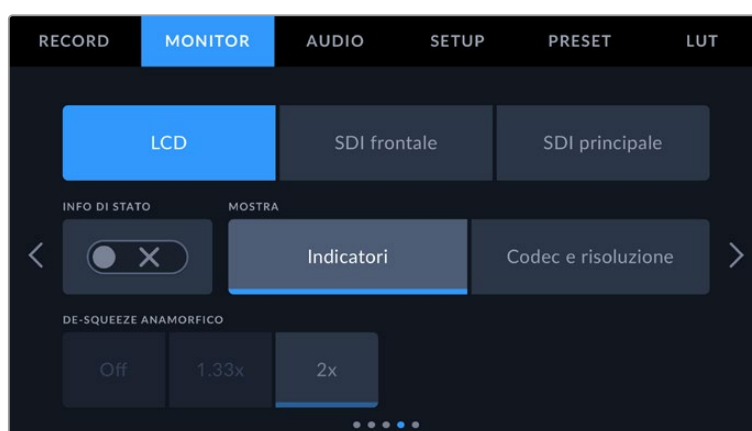 RECORD MONITOR AUDIO SETUP PRESET LUT
LCD SDI frontale SDI principale
INFO DI STATO MOSTRA
Indicatori Codec e risoluzione
DE-SQUEEZE ANAMORFICO
Off 1.33x 2x